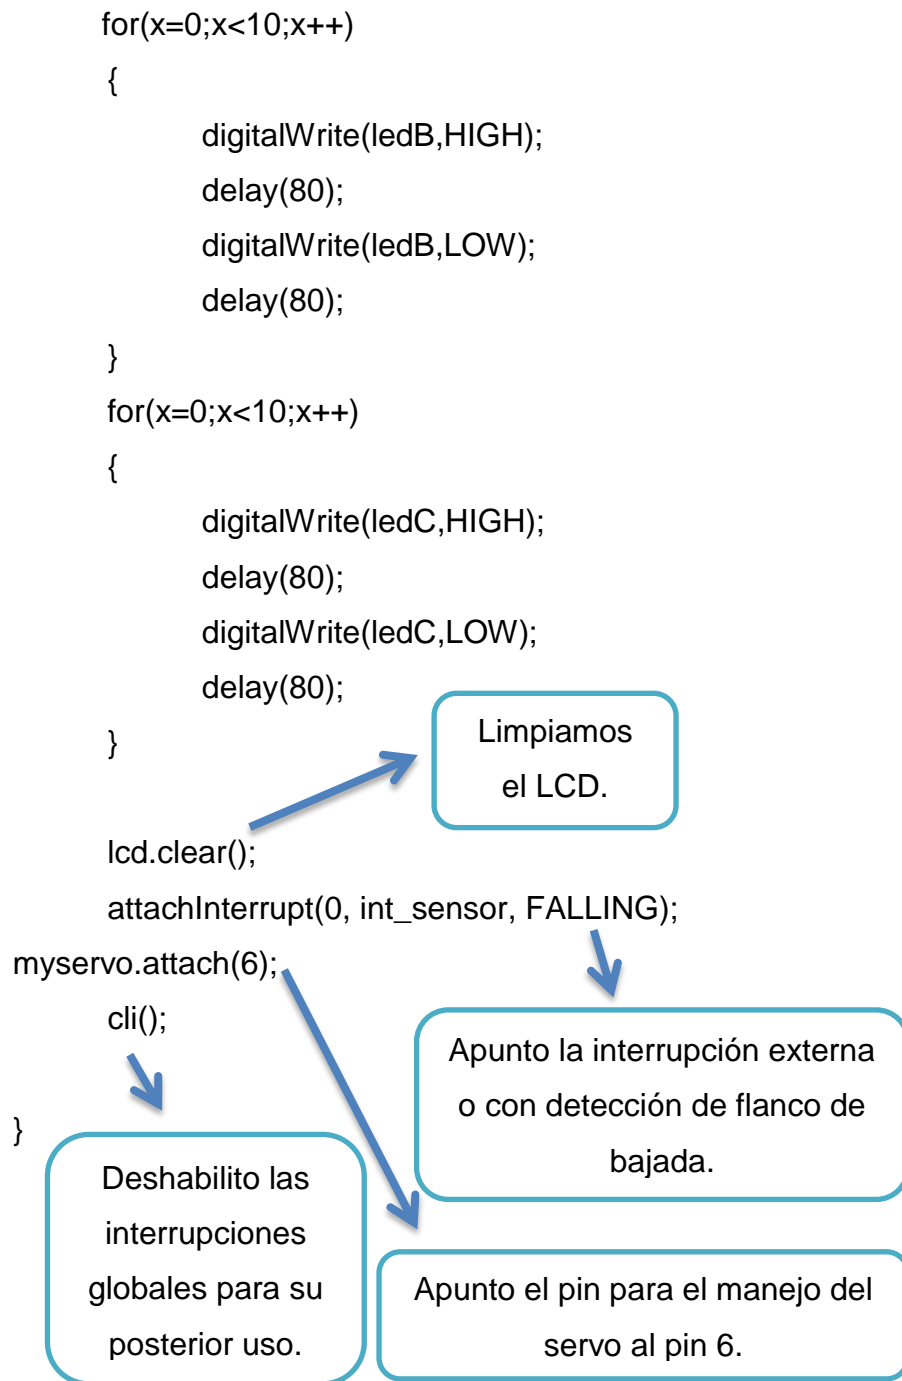 for(x=0;x<10;x++)
{
digitalWrite(ledB,HIGH);
delay(80);
digitalWrite(ledB,LOW);
delay(80);
}
for(x=0;x<10;x++)
{
digitalWrite(ledC,HIGH);
delay(80);
digitalWrite(ledC,LOW);
delay(80);
}
Limpiamos
el LCD.
lcd.clear();
attachInterrupt(0, int_sensor, FALLING);
myservo.attach(6);
cli();
}
Apunto la interrupción externa
o con detección de flanco de
bajada.
Deshabilito las
interrupciones
globales para su
posterior uso.
Apunto el pin para el manejo del
servo al pin 6.